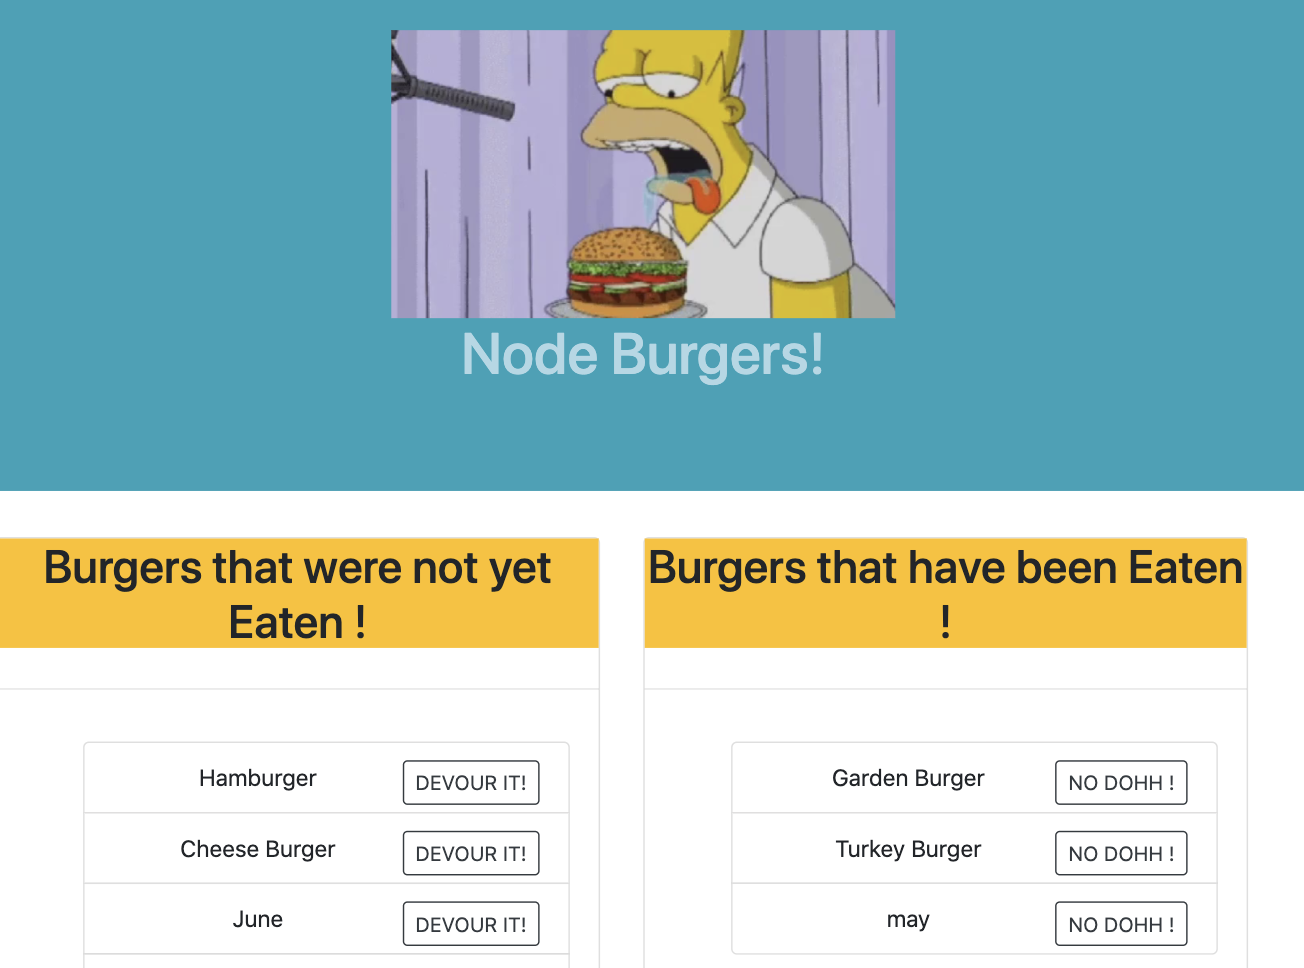 Node Burgers!
Burgers that were not yet
Eaten !
Hamburger DEVOUR IT!
Cheese Burger DEVOUR IT!
June DEVOUR IT!
Burgers that have been Eaten
!
Garden Burger NO DOHH !
Turkey Burger NO DOHH !
may NO DOHH !